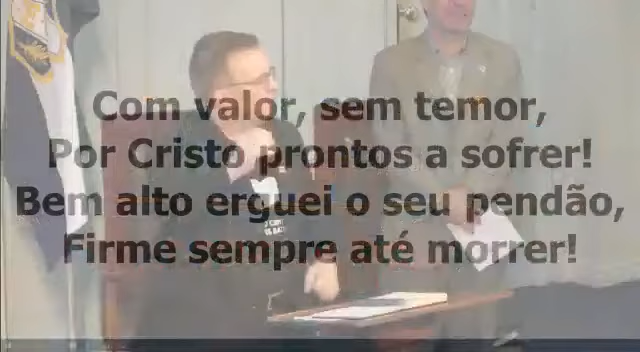 Com valor, sem temor,
Por Cristo prontos a sofrer!
Bem alto erguei o seu pendão,
Firme sempre até morrer!